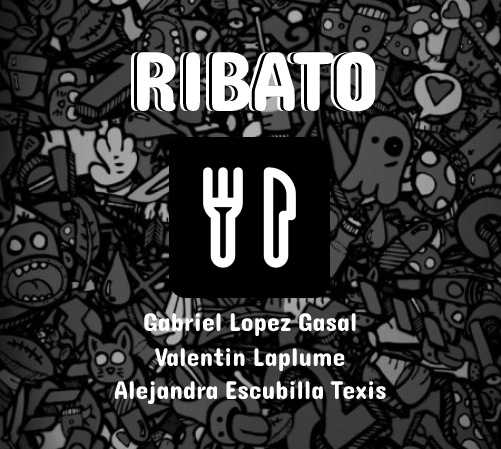 RIBATO
Gabriel Lopez Gasal
Valentin Laplume
Alejandra Escubilla Texis